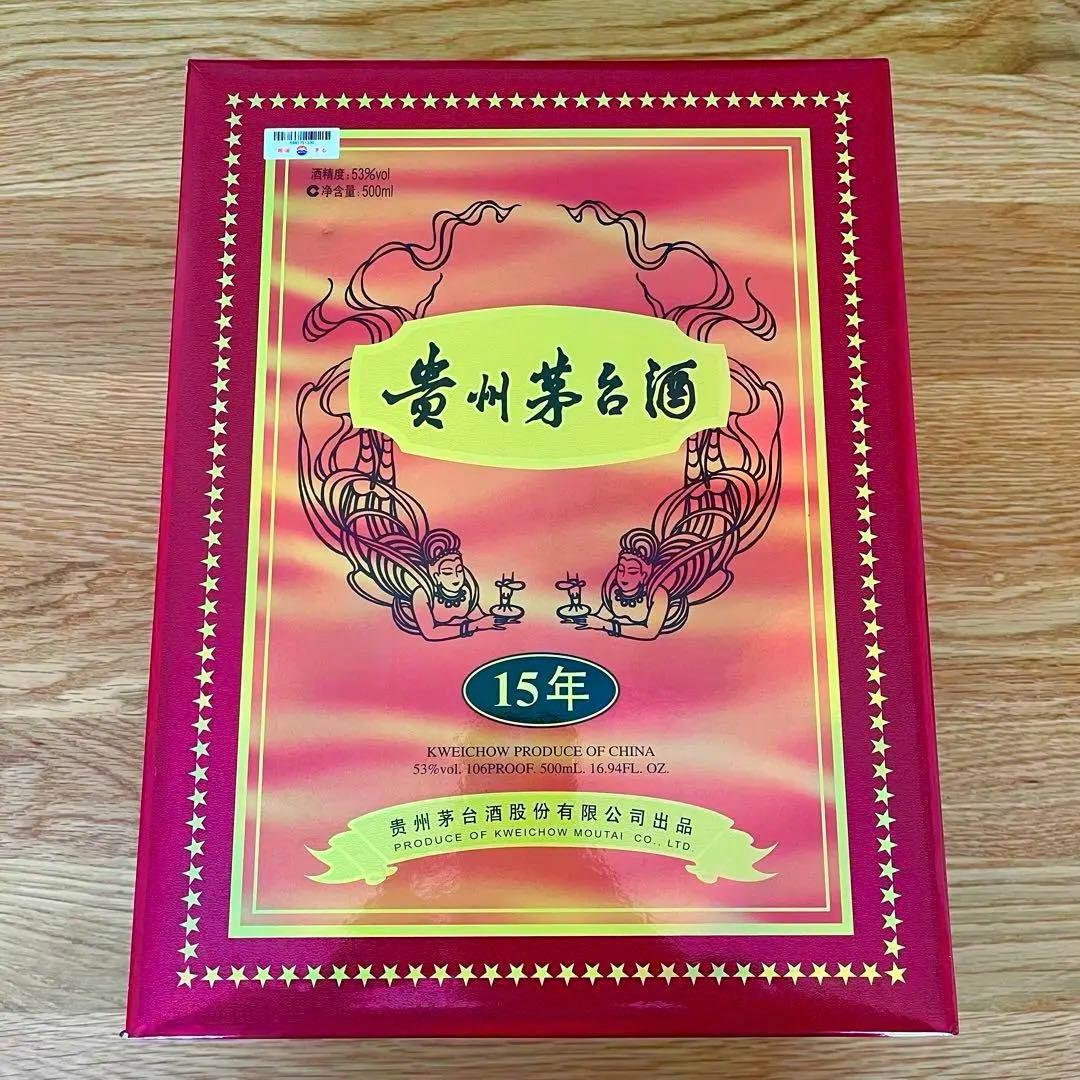 酒精度:53%vol
净含量:500ml
贵州茅台酒
15年
KWEICHOW PRODUCE OF CHINA
53%vol. 106PROOF. 500mL. 16.94FL. OZ.
贵州茅台酒股份有限公司出品
PRODUCE OF KWEICHOW MOUTAI CO., LTD.